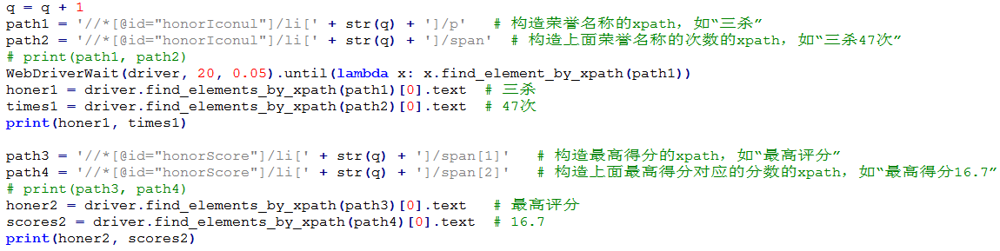 q = q + 1
path1 = '//*[@id="honorIconul"]/li[' + str(q) + ']/p'   # 构造荣誉名称的xpath，如“三杀”
path2 = '//*[@id="honorIconul"]/li[' + str(q) + ']/span'  # 构造上面荣誉名称的次数的xpath，如“三杀47次”
# print(path1, path2)
WebDriverWait(driver, 20, 0.05).until(lambda x: x.find_element_by_xpath(path1))
honer1 = driver.find_elements_by_xpath(path1)[0].text  # 三杀
times1 = driver.find_elements_by_xpath(path2)[0].text  # 47次
print(honer1, times1)
path3 = '//*[@id="honorScore"]/li[' + str(q) + ']/span[1]'   # 构造最高得分的xpath，如“最高评分”
path4 = '//*[@id="honorScore"]/li[' + str(q) + ']/span[2]'   # 构造上面最高得分对应的分数的xpath，如“最高得分16.7”
# print(path3, path4)
honer2 = driver.find_elements_by_xpath(path3)[0].text   # 最高评分
scores2 = driver.find_elements_by_xpath(path4)[0].text  # 16.7
print(honer2, scores2)